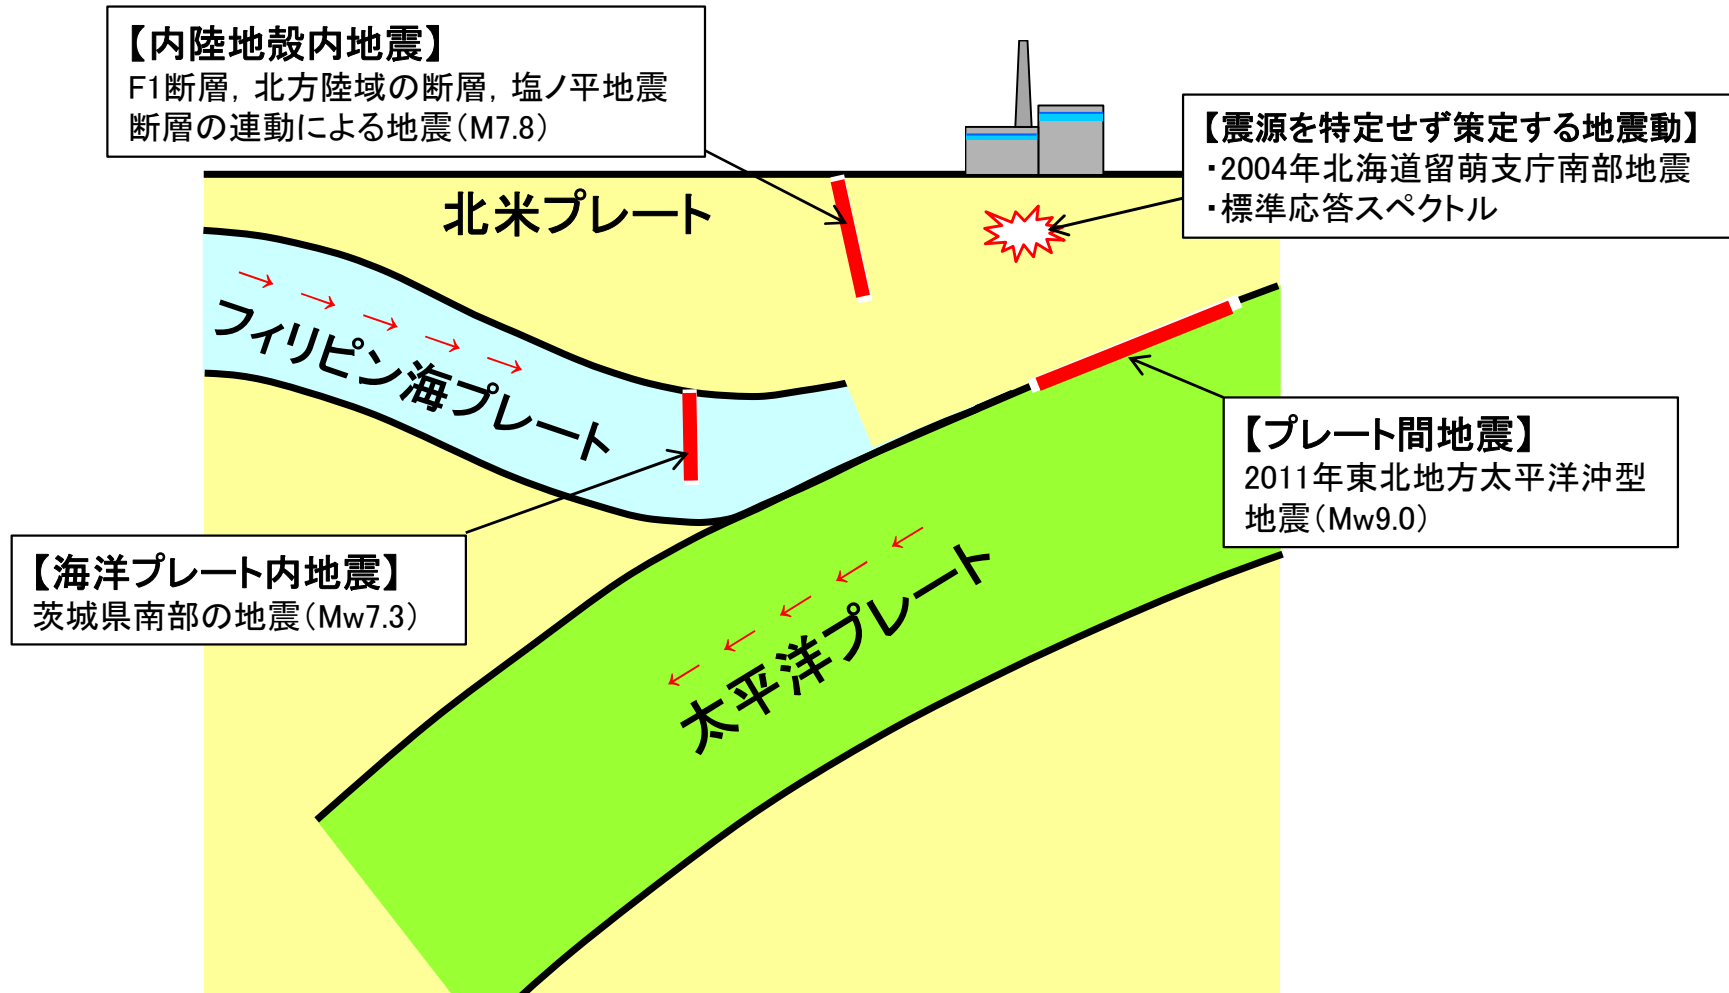 【内陸地殻内地震】
F1断層, 北方陸域の断層, 塩ノ平地震
断層の連動による地震(M7.8)
【震源を特定せず策定する地震動】
・2004年北海道留萌支庁南部地震
・標準応答スペクトル
北米プレート
フィリピン海プレート
【プレート間地震】
2011年東北地方太平洋沖型
地震(Mw9.0)
【海洋プレート内地震】
茨城県南部の地震(Mw7.3)
太平洋プレート